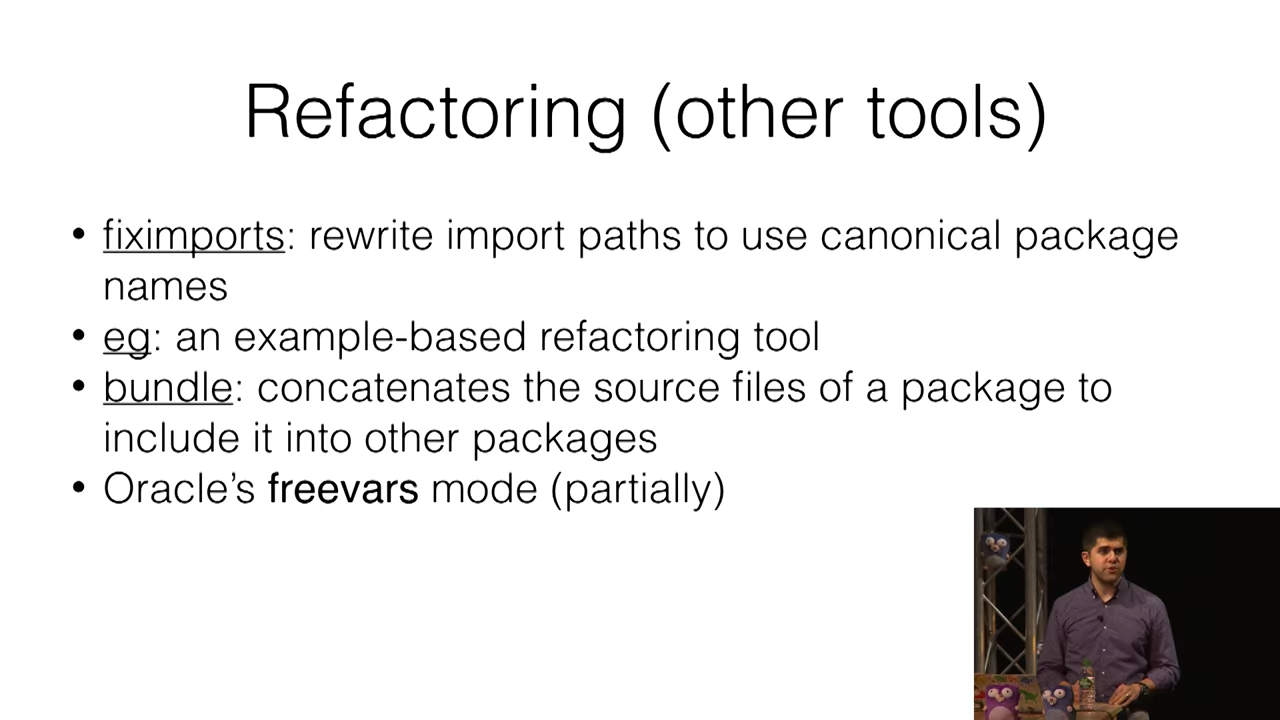 Refactoring (other tools)
• fiximports: rewrite import paths to use canonical package
names
• eg: an example-based refactoring tool
• bundle: concatenates the source files of a package to
include it into other packages
• Oracle’s freevars mode (partially)